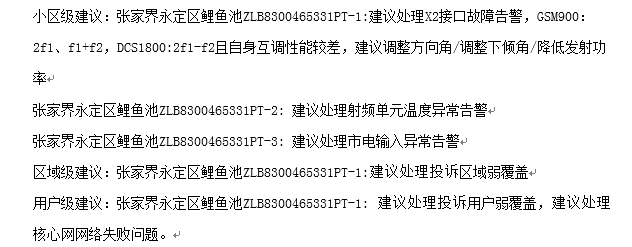 小区级建议：张家界永定区鲤鱼池ZLB8300465331PT-1:建议处理X2接口故障告警，GSM900:
2f1、f1+f2，DCS1800:2f1-f2且自身互调性能较差，建议调整方向角/调整下倾角/降低发射功
率
张家界永定区鲤鱼池ZLB8300465331PT-2: 建议处理射频单元温度异常告警
张家界永定区鲤鱼池ZLB8300465331PT-3: 建议处理市电输入异常告警
区域级建议：张家界永定区鲤鱼池ZLB8300465331PT-1:建议处理投诉区域弱覆盖
用户级建议：张家界永定区鲤鱼池ZLB8300465331PT-1: 建议处理投诉用户弱覆盖，建议处理
核心网网络失败问题。